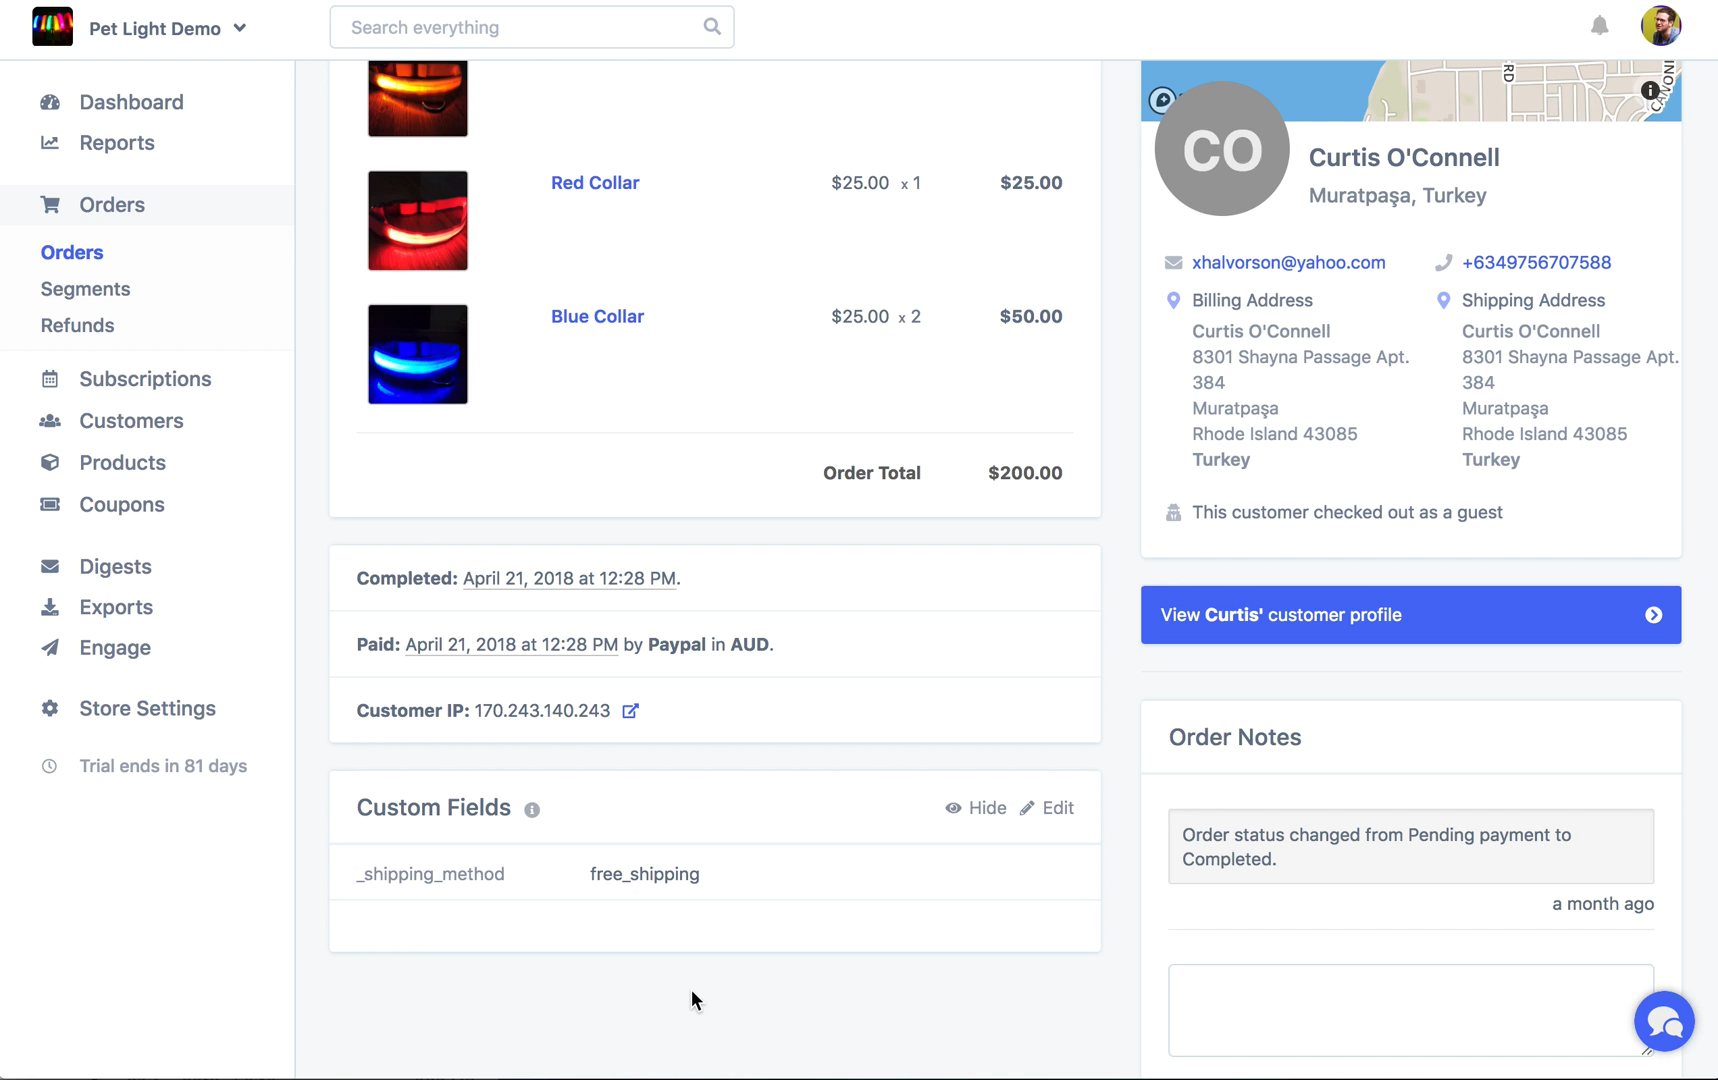 Pet Light Demo
Search everything
Dashboard
Reports
Orders
Orders
Segments
Refunds
Subscriptions
Customers
Products
Coupons
Digests
Exports
Engage
Store Settings
Trial ends in 81 days
Red Collar $25.00 x 1 $25.00
Blue Collar $25.00 x 2 $50.00
Order Total $200.00
Completed: April 21, 2018 at 12:28 PM.
Paid: April 21, 2018 at 12:28 PM by Paypal in AUD.
Customer IP: 170.243.140.243
Custom Fields Hide Edit
_shipping_method free_shipping
RD
CANONI
CO
Curtis O'Connell
Muratpaşa, Turkey
xhalvorson@yahoo.com +6349756707588
Billing Address
Curtis O'Connell
8301 Shayna Passage Apt.
384
Muratpaşa
Rhode Island 43085
Turkey
Shipping Address
Curtis O'Connell
8301 Shayna Passage Apt.
384
Muratpaşa
Rhode Island 43085
Turkey
This customer checked out as a guest
View Curtis' customer profile
Order Notes
Order status changed from Pending payment to
Completed.
a month ago